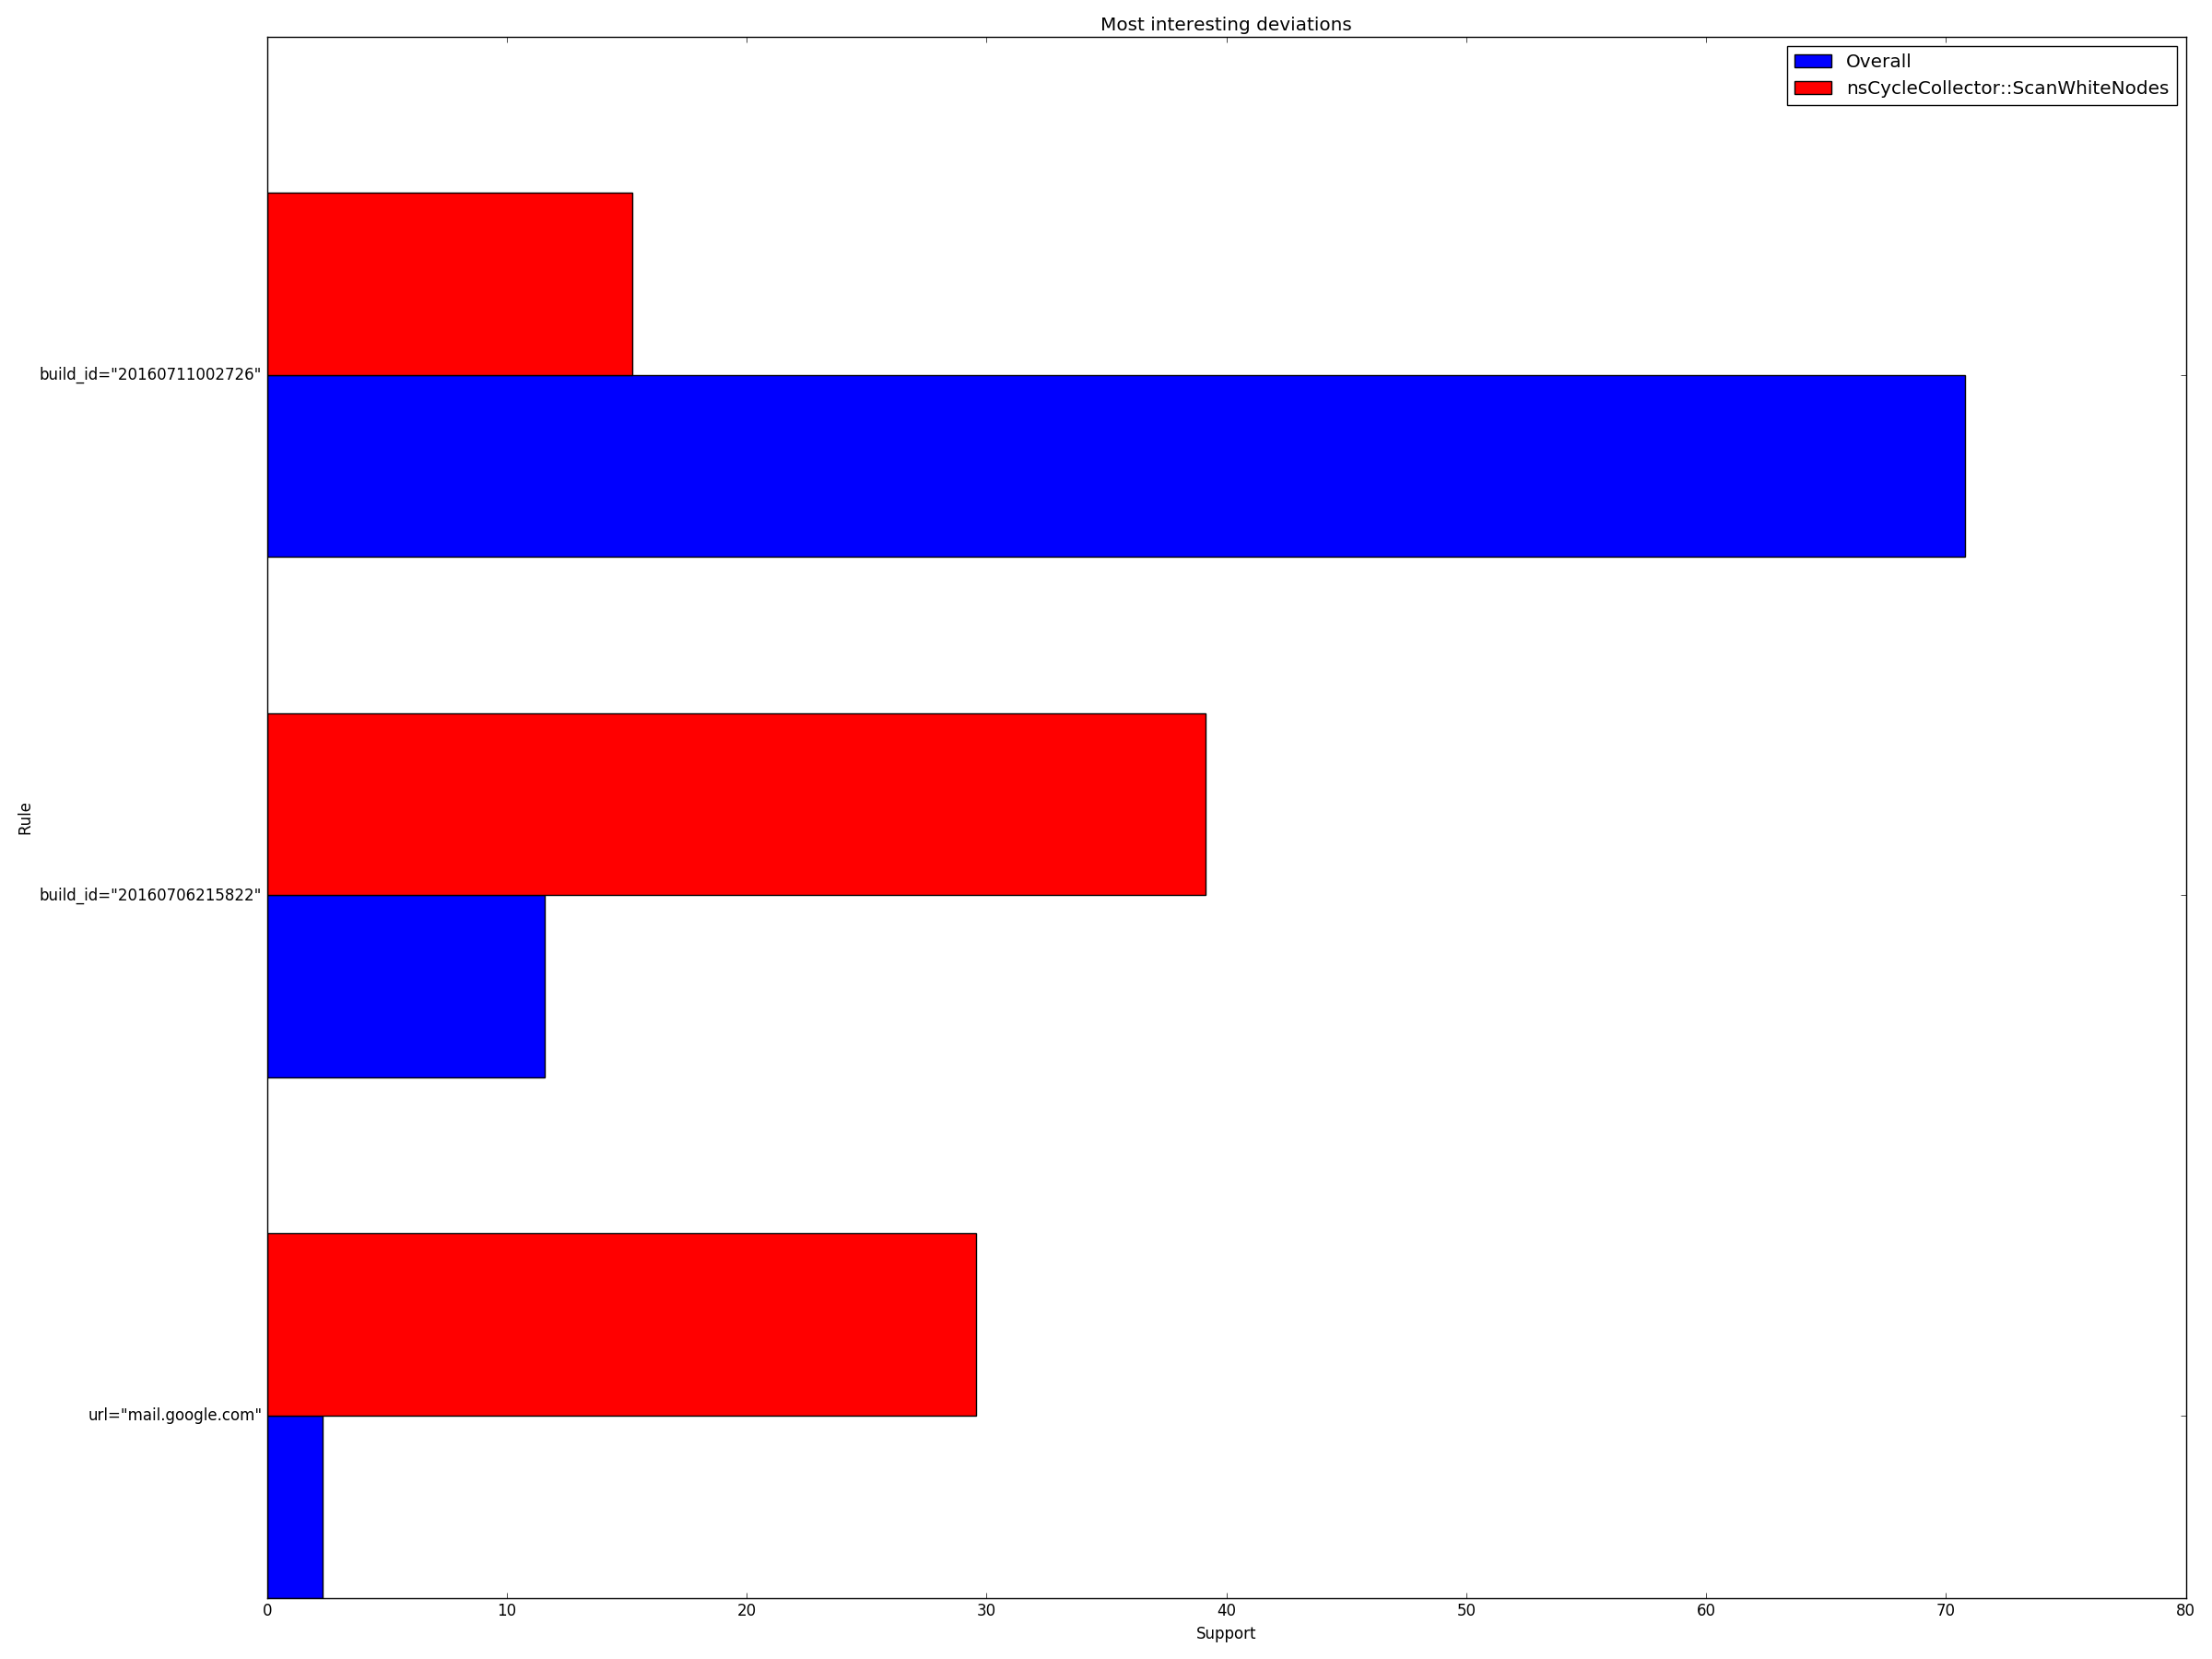 Most interesting deviations
Overall
nsCycleCollector::ScanWhiteNodes
build_id="20160711002726"
build_id="20160706215822"
url="mail.google.com"
Rule
0 10 20 30 40 50 60 70 80
Support